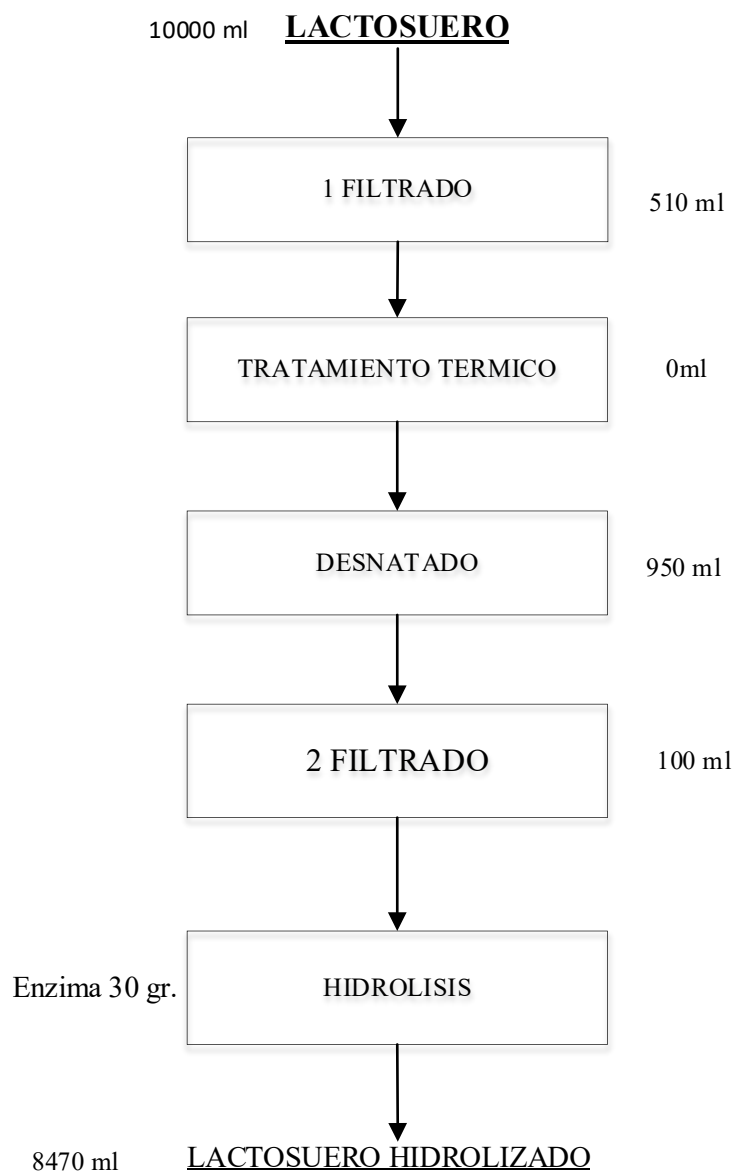 10000 ml LACTOSUERO
1 FILTRADO
510 ml
TRATAMIENTO TERMICO
0ml
DESNATADO
950 ml
2 FILTRADO
100 ml
Enzima 30 gr.
HIDROLISIS
8470 ml
LACTOSUERO HIDROLIZADO